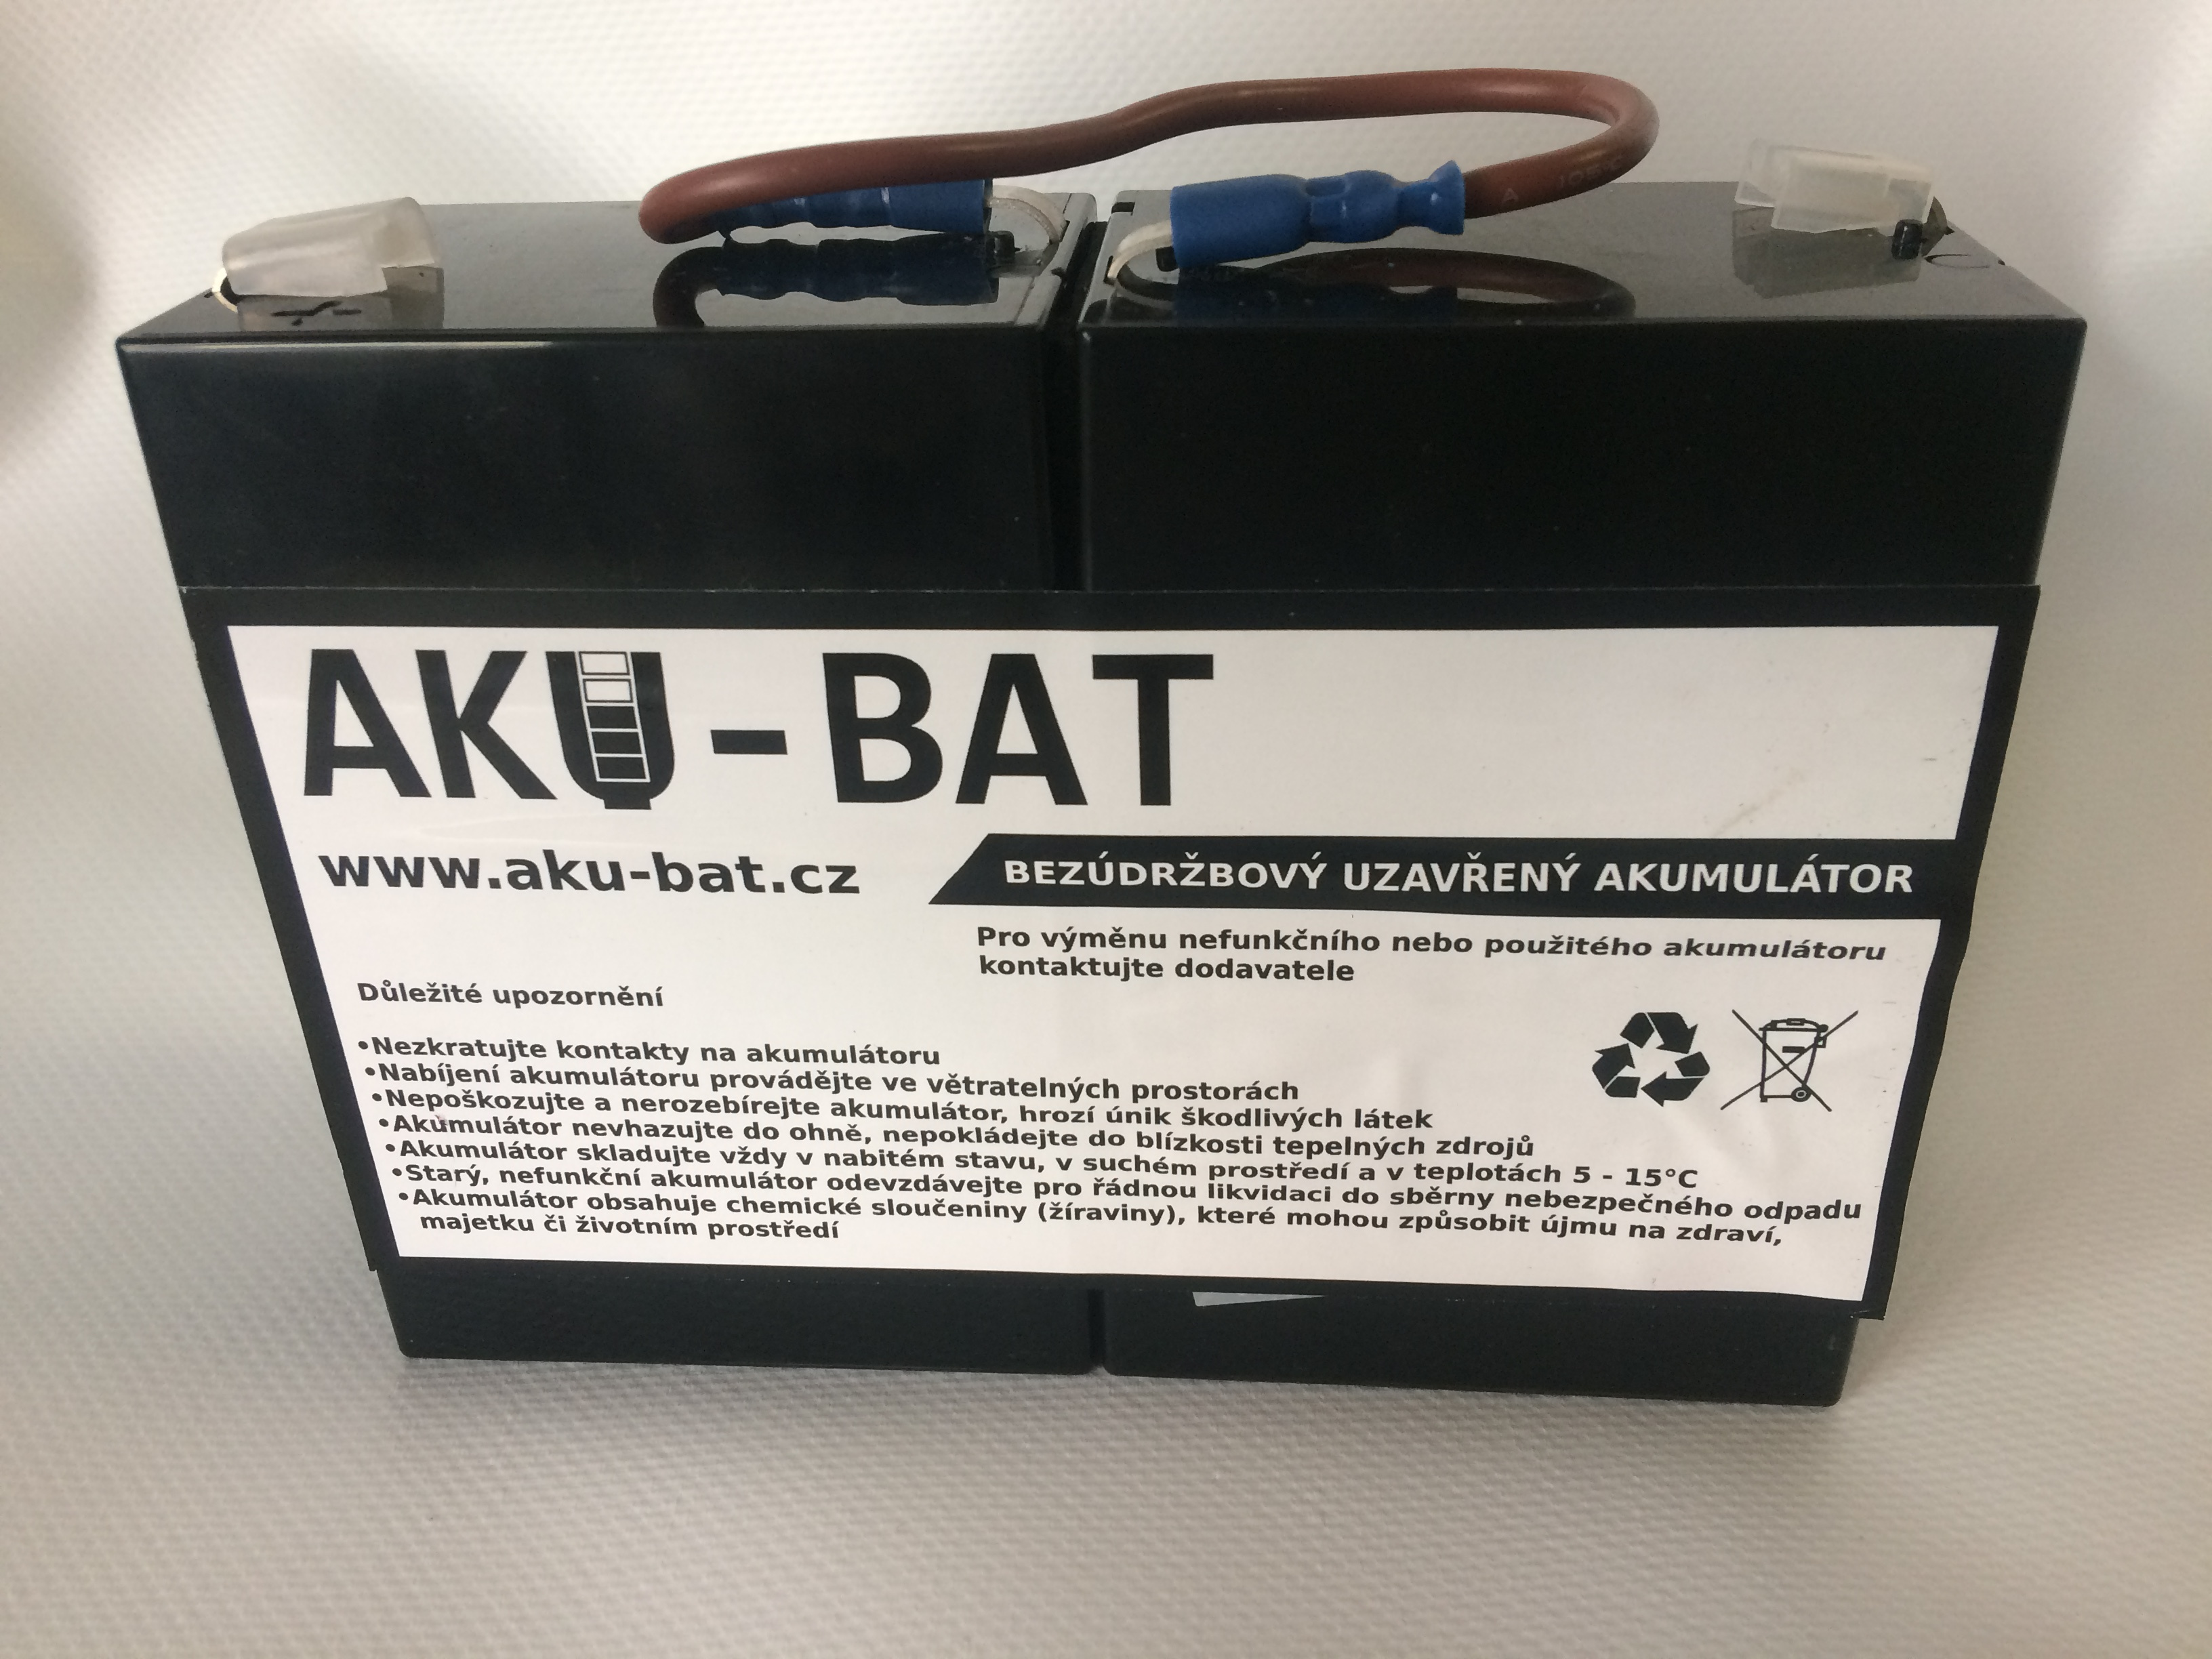 AKU-BAT
www.aku-bat.cz
BEZÚDRŽBOVÝ UZAVŘENÝ AKUMULÁTOR
Pro výměnu nefunkčního nebo použitého akumulátoru
kontaktujte dodavatele
Důležité upozornění
•Nezkratujte kontakty na akumulátoru
•Nabíjení akumulátoru provádějte ve větratelných prostorách
•Nepoškozujte a nerozebírejte akumulátor, hrozí únik škodlivých látek
•Akumulátor nevhazujte do ohně, nepokládejte do blízkosti tepelných zdrojů
•Akumulátor skladujte vždy v nabitém stavu, v suchém prostředí a v teplotách 5 - 15°C
•Starý, nefunkční akumulátor odevzdávejte pro řádnou likvidaci do sběrny nebezpečného odpadu
•Akumulátor obsahuje chemické sloučeniny (žíraviny), které mohou způsobit újmu na zdraví,
majetku či životním prostředí